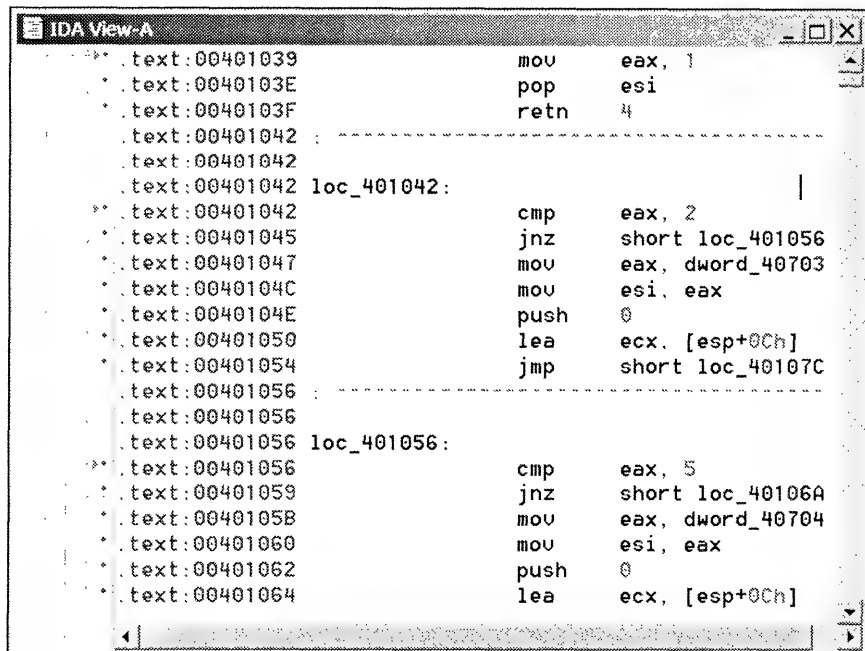 IDA View-A
.text:00401039 mov eax, 1
.text:0040103E pop esi
.text:0040103F retn 4
.text:00401042 ; ---------------------------------------
.text:00401042
.text:00401042 loc_401042:
.text:00401042 cmp eax, 2
.text:00401045 jnz short loc_401056
.text:00401047 mov eax, dword_40703
.text:0040104C mov esi, eax
.text:0040104E push 0
.text:00401050 lea ecx, [esp+0Ch]
.text:00401054 jmp short loc_40107C
.text:00401056 ; ---------------------------------------
.text:00401056
.text:00401056 loc_401056:
.text:00401056 cmp eax, 5
.text:00401059 jnz short loc_40106A
.text:0040105B mov eax, dword_40704
.text:00401060 mov esi, eax
.text:00401062 push 0
.text:00401064 lea ecx, [esp+0Ch]